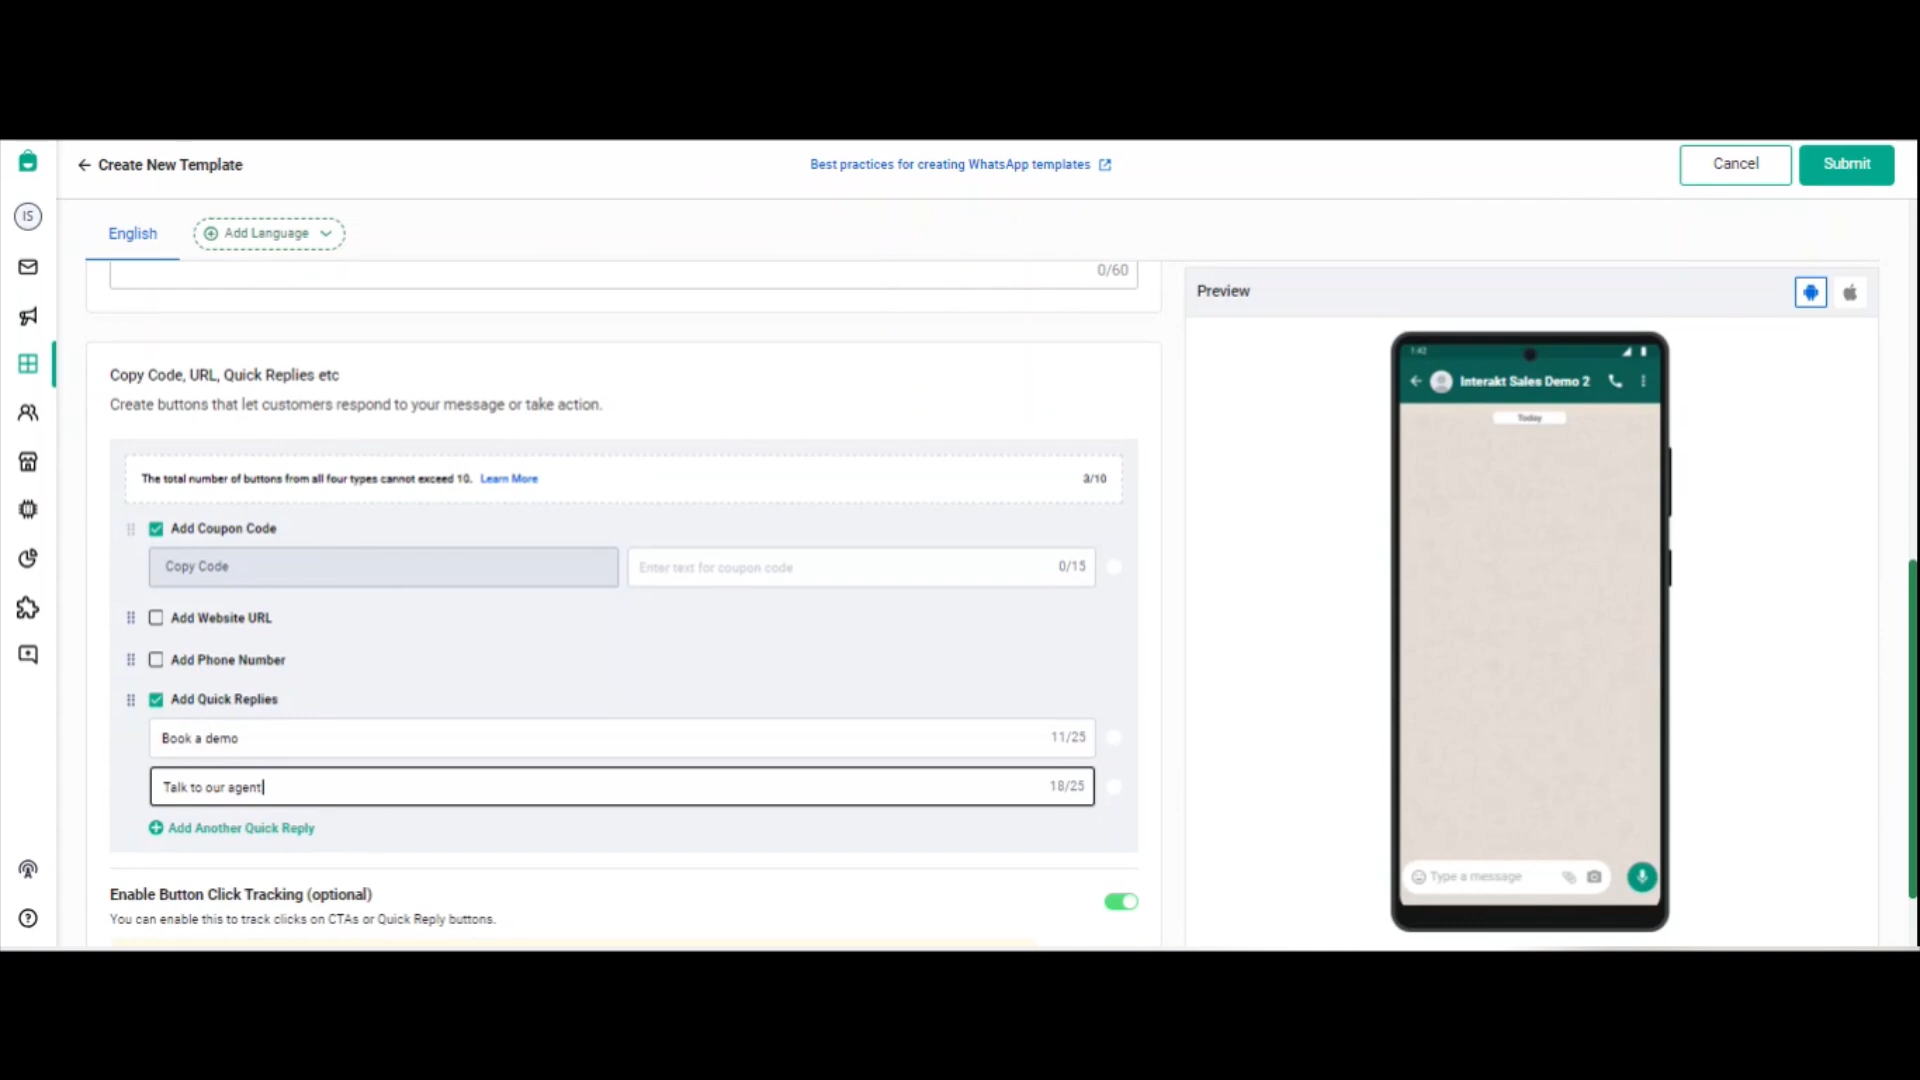 Create New Template
Best practices for creating WhatsApp templates
Cancel
Submit
IS
English
Add Language
0/60
Copy Code, URL, Quick Replies etc
Create buttons that let customers respond to your message or take action.
The total number of buttons from all four types cannot exceed 10. Learn More
3/10
Add Coupon Code
Copy Code
Enter text for coupon code
0/15
Add Website URL
Add Phone Number
Add Quick Replies
Book a demo
11/25
Talk to our agent
18/25
Add Another Quick Reply
Enable Button Click Tracking (optional)
You can enable this to track clicks on CTAs or Quick Reply buttons.
Preview
1:42
Interakt Sales Demo 2
Today
Type a message